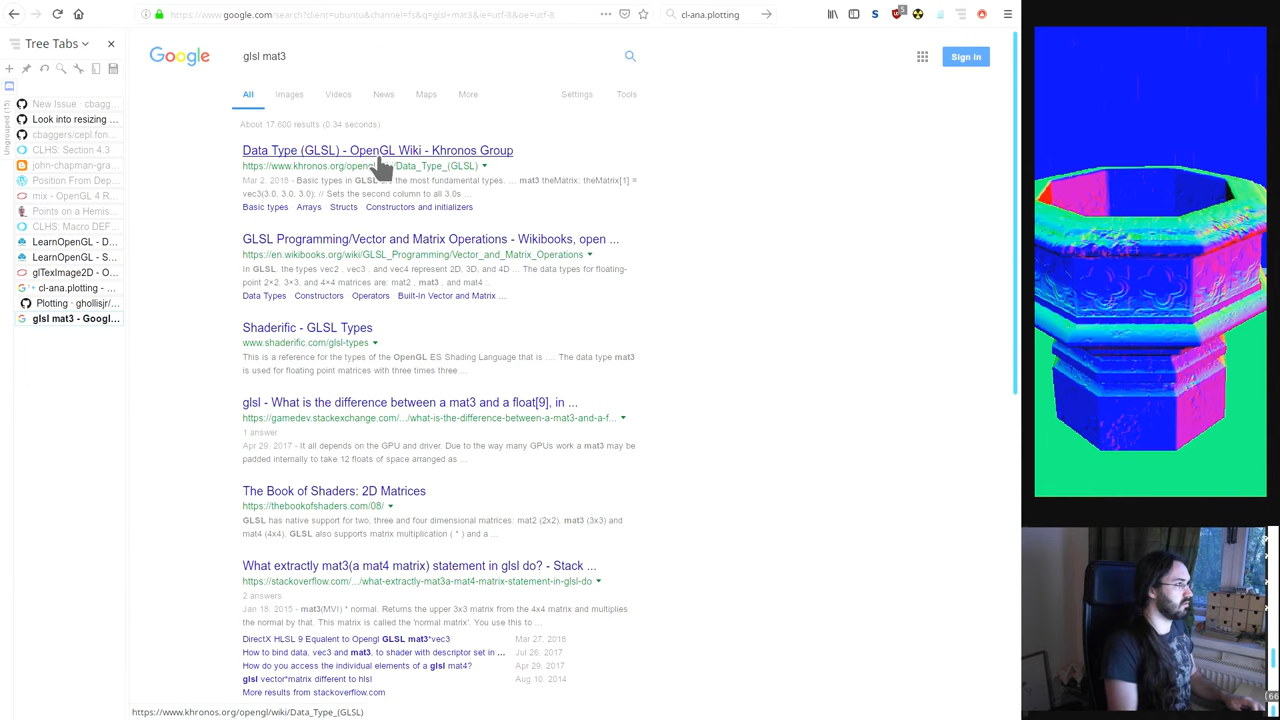 https://www.google.com/search?client=ubuntu&channel=fs&q=glsl+mat3&ie=utf-8&oe=utf-8
cl-ana.plotting
5
Tree Tabs
Ungrouped (15)
New Issue · cbagg...
Look into resizing ...
cbaggers/cepl.fon...
CLHS: Section 4.3
john-chapman-gra...
Position From Dep...
mix - OpenGL 4 R...
Points on a Hemis...
CLHS: Macro DEF...
LearnOpenGL - D...
LearnOpenGL - S...
glTexImage2D - O...
cl-ana.plotting - ...
Plotting · ghollisjr/...
glsl mat3 - Googl...
Google
glsl mat3
Sign in
All
Images
Videos
News
Maps
More
Settings
Tools
About 17 600 results (0.34 seconds)
Data Type (GLSL) - OpenGL Wiki - Khronos Group
https://www.khronos.org/opengl/wiki/Data_Type_(GLSL)
Mar 2, 2018 - Basic types in GLSL ... the most fundamental types. ... mat3 theMatrix; theMatrix[1] =
vec3(3.0, 3.0, 3.0); // Sets the second column to all 3.0s ...
Basic types Arrays Structs Constructors and initializers
GLSL Programming/Vector and Matrix Operations - Wikibooks, open ...
https://en.wikibooks.org/wiki/GLSL_Programming/Vector_and_Matrix_Operations
In GLSL, the types vec2 , vec3 , and vec4 represent 2D, 3D, and 4D ... The data types for floating-
point 2×2, 3×3, and 4×4 matrices are: mat2 , mat3 , and mat4 :.
Data Types Constructors Operators Built-In Vector and Matrix ...
Shaderific - GLSL Types
www.shaderific.com/glsl-types
This is a reference for the types of the OpenGL ES Shading Language that is .... The data type mat3
is used for floating point matrices with three times three ...
glsl - What is the difference between a mat3 and a float[9], in ...
https://gamedev.stackexchange.com/.../what-is-the-difference-between-a-mat3-and-a-f...
1 answer
Apr 29, 2017 - It all depends on the GPU and driver. Due to the way many GPUs work a mat3 may be
padded internally to take 12 floats of space arranged as ...
The Book of Shaders: 2D Matrices
https://thebookofshaders.com/08/
GLSL has native support for two, three and four dimensional matrices: mat2 (2x2), mat3 (3x3) and
mat4 (4x4). GLSL also supports matrix multiplication ( * ) and a ...
What extractly mat3(a mat4 matrix) statement in glsl do? - Stack ...
https://stackoverflow.com/.../what-extractly-mat3a-mat4-matrix-statement-in-glsl-do
2 answers
Jan 18, 2015 - mat3(MVI) * normal. Returns the upper 3x3 matrix from the 4x4 matrix and multiplies
the normal by that. This matrix is called the 'normal matrix'. You use this to ...
DirectX HLSL 9 Equalent to Opengl GLSL mat3*vec3 Mar 27, 2015
How to bind data, vec3 and mat3, to shader with descriptor set in ... Jul 26, 2017
How do you access the individual elements of a glsl mat4? Apr 29, 2017
glsl vector*matrix different to hlsl Aug 10, 2014
More results from stackoverflow.com
https://www.khronos.org/opengl/wiki/Data_Type_(GLSL)
(66